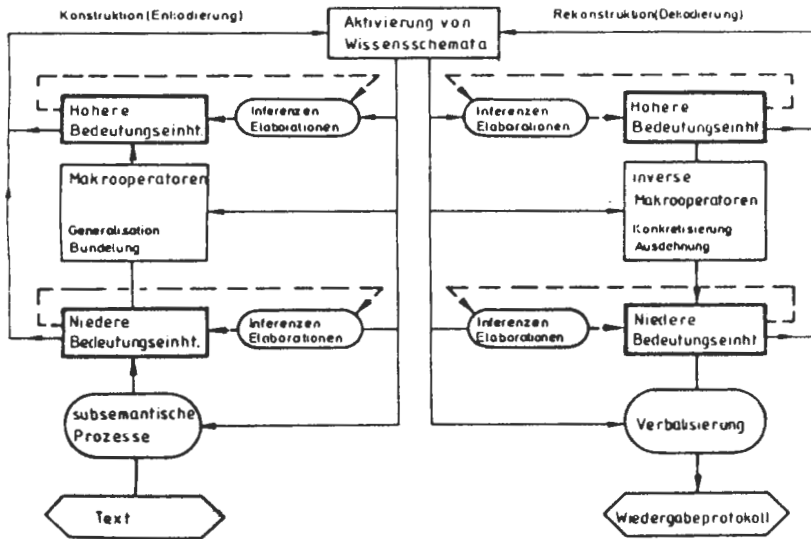 Konstruktion (Enkodierung)
Aktivierung von
Wissensschemata
Rekonstruktion (Dekodierung)
Hohere
Bedeutungseinht.
Inferenzen
Elaborationen
Inferenzen
Elaborationen
Hohere
Bedeutungseinht.
Makrooperatoren
Generalisation
Bundelung
inverse
Makrooperatoren
Konkretisierung
Ausdehnung
Niedere
Bedeutungseinht.
Inferenzen
Elaborationen
Inferenzen
Elaborationen
Niedere
Bedeutungseinht
subsemantische
Prozesse
Verbalisierung
Text
Wiedergabeprotokoll